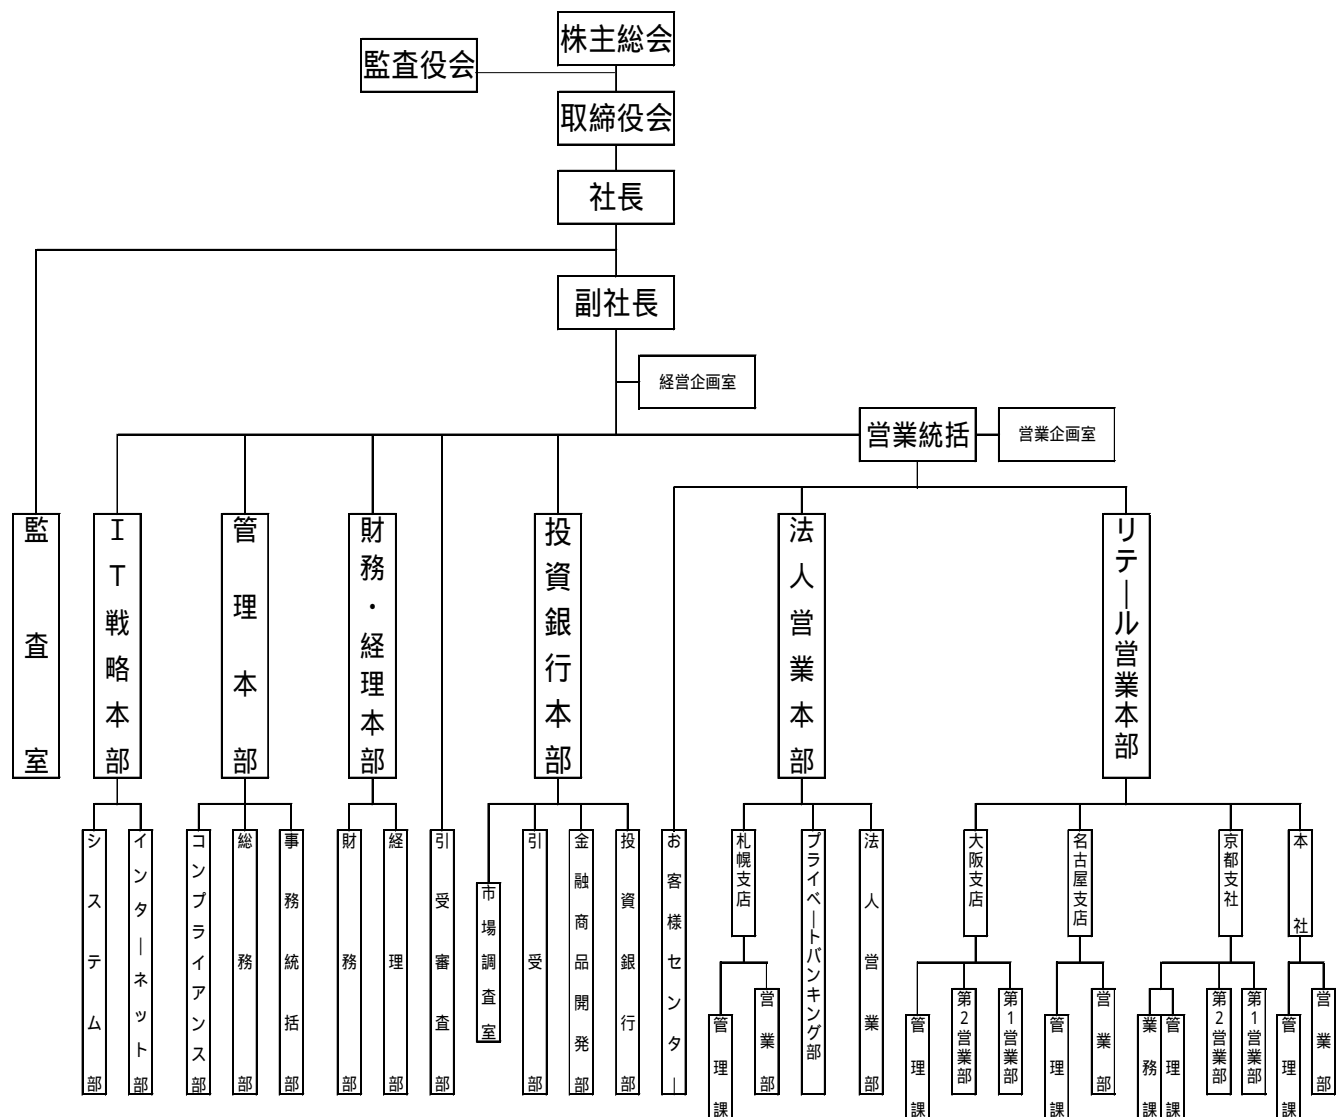 株主総会
監査役会
取締役会
社長
副社長
経営企画室
営業統括
営業企画室
監査室
IT戦略本部
管理本部
財務・経理本部
投資銀行本部
法人営業本部
リテール営業本部
システム部
インターネット部
コンプライアンス部
総務部
事務統括部
財務部
経理部
引受審査部
市場調査室
引受部
金融商品開発部
投資銀行部
お客様センター
札幌支店
プライベートバンキング部
法人営業部
大阪支店
名古屋支店
京都支社
本社
管理課
営業部
管理課
第2営業部
第1営業部
管理課
営業部
業務課
管理課
第2営業部
第1営業部
管理課
営業部